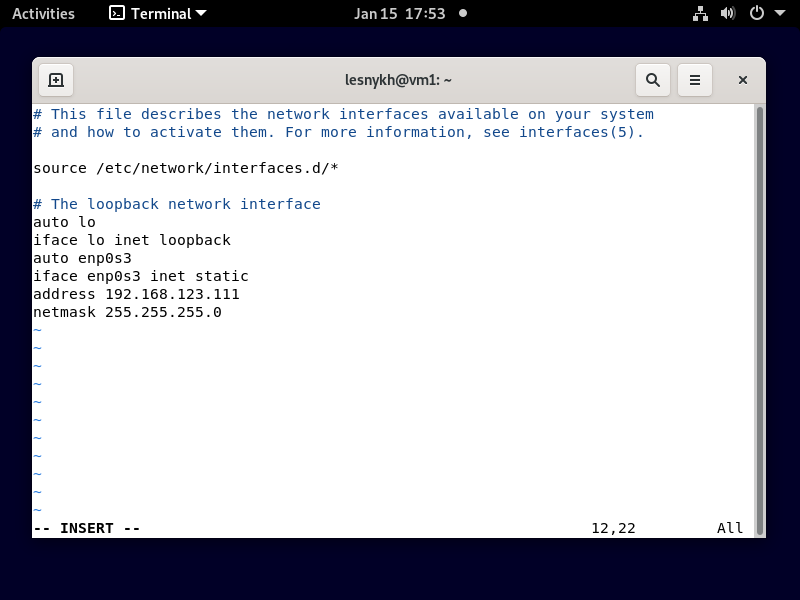 Activities Terminal Jan 15 17:53
lesnykh@vm1: ~
# This file describes the network interfaces available on your system
# and how to activate them. For more information, see interfaces(5).
source /etc/network/interfaces.d/*
# The loopback network interface
auto lo
iface lo inet loopback
auto enp0s3
iface enp0s3 inet static
address 192.168.123.111
netmask 255.255.255.0
~
~
~
~
~
~
~
~
~
~
~
-- INSERT -- 12,22 All